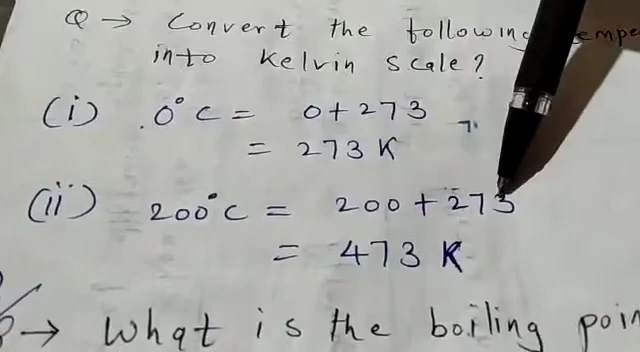 Q → Convert the following
into Kelvin scale?
(i) 0°C = 0+273
= 273 K
(ii) 200°C = 200+273
= 473 K
→ What is the boiling